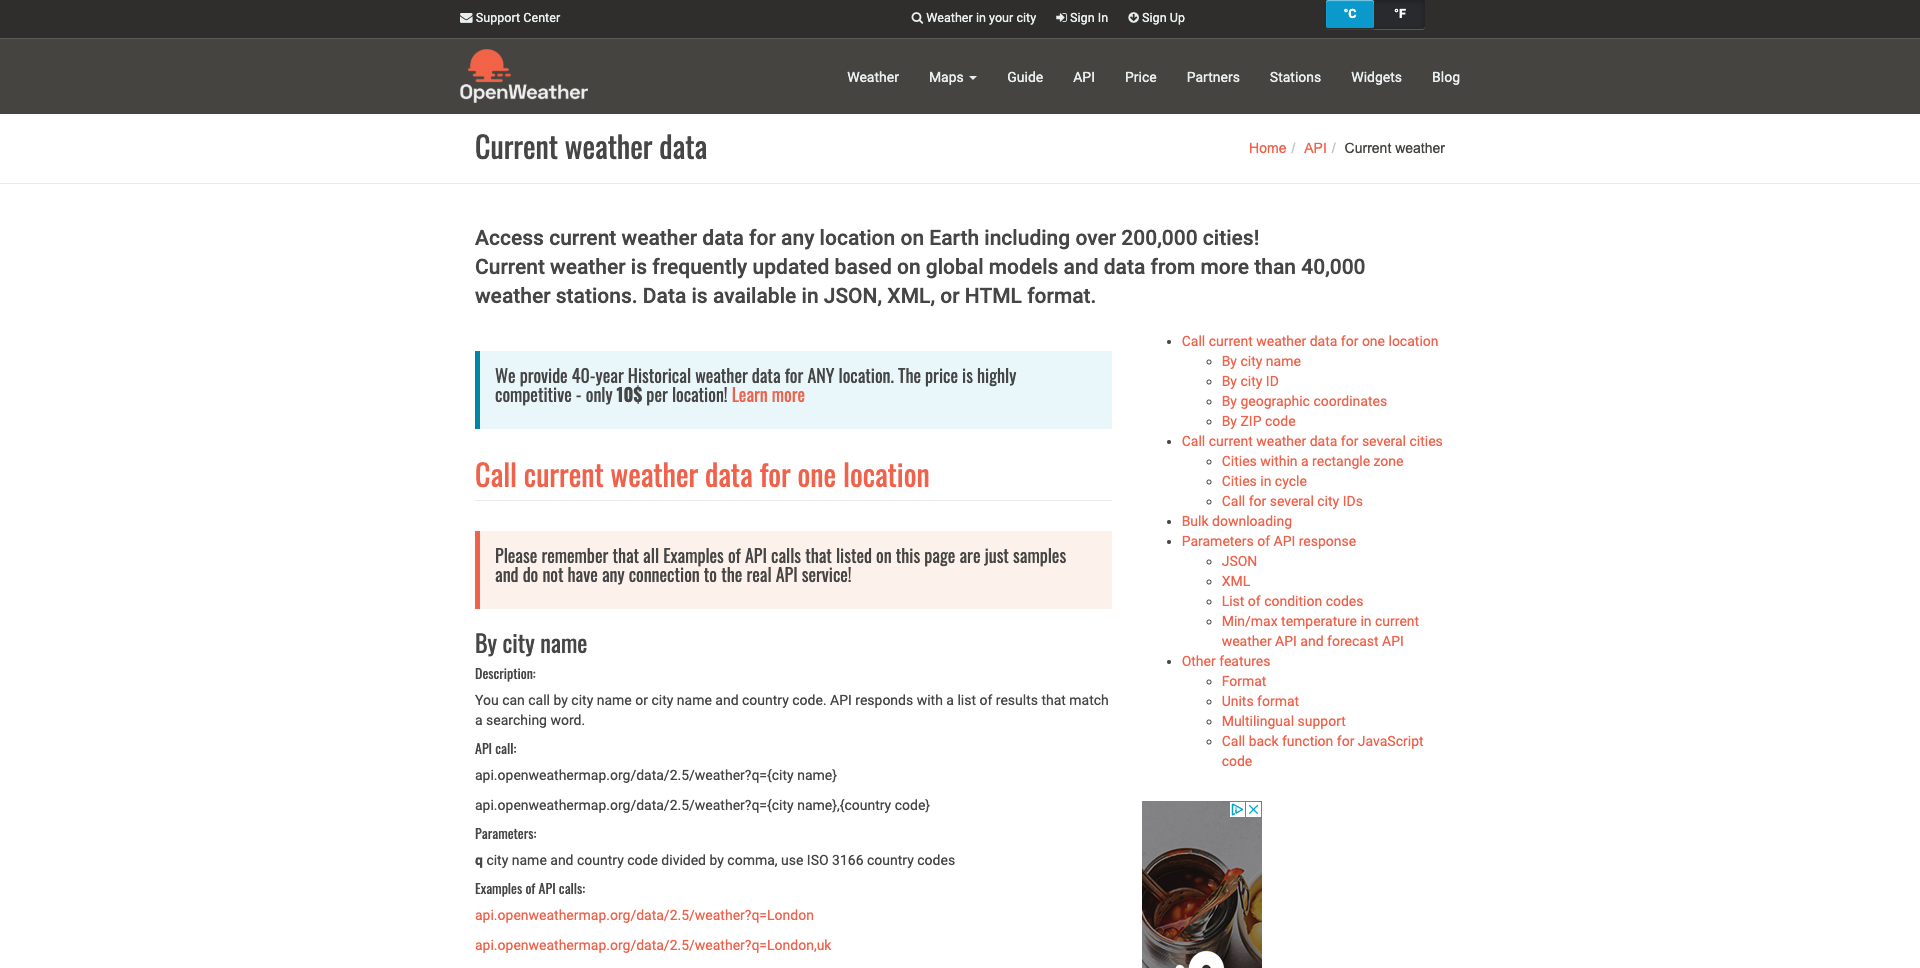 Support Center
Weather in your city
Sign In
Sign Up
°C
°F
OpenWeather
Weather
Maps
Guide
API
Price
Partners
Stations
Widgets
Blog
Current weather data
Home / API / Current weather
Access current weather data for any location on Earth including over 200,000 cities!
Current weather is frequently updated based on global models and data from more than 40,000
weather stations. Data is available in JSON, XML, or HTML format.
We provide 40-year Historical weather data for ANY location. The price is highly
competitive - only 10$ per location! Learn more
Call current weather data for one location
Please remember that all Examples of API calls that listed on this page are just samples
and do not have any connection to the real API service!
By city name
Description:
You can call by city name or city name and country code. API responds with a list of results that match
a searching word.
API call:
api.openweathermap.org/data/2.5/weather?q={city name}
api.openweathermap.org/data/2.5/weather?q={city name},{country code}
Parameters:
q city name and country code divided by comma, use ISO 3166 country codes
Examples of API calls:
api.openweathermap.org/data/2.5/weather?q=London
api.openweathermap.org/data/2.5/weather?q=London,uk
Call current weather data for one location
By city name
By city ID
By geographic coordinates
By ZIP code
Call current weather data for several cities
Cities within a rectangle zone
Cities in cycle
Call for several city IDs
Bulk downloading
Parameters of API response
JSON
XML
List of condition codes
Min/max temperature in current
weather API and forecast API
Other features
Format
Units format
Multilingual support
Call back function for JavaScript
code